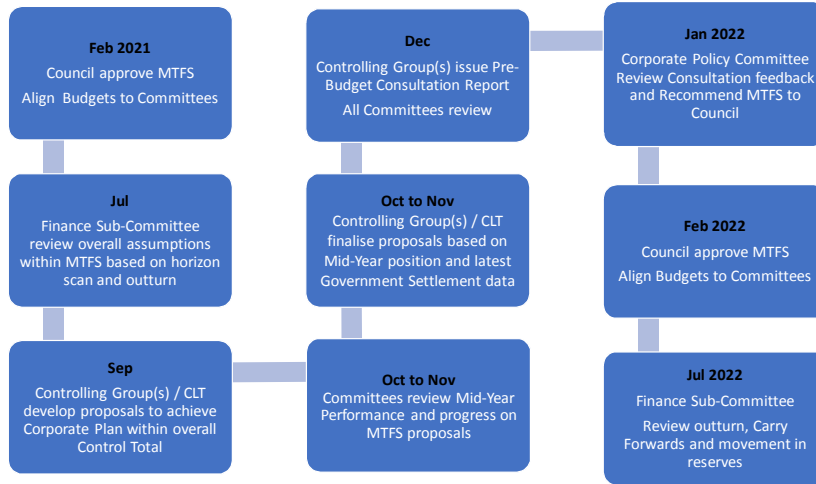 Feb 2021
Council approve MTFS
Align Budgets to Committees
Jul
Finance Sub-Committee
review overall assumptions
within MTFS based on horizon
scan and outturn
Sep
Controlling Group(s) / CLT
develop proposals to achieve
Corporate Plan within overall
Control Total
Oct to Nov
Committees review Mid-Year
Performance and progress on
MTFS proposals
Oct to Nov
Controlling Group(s) / CLT
finalise proposals based on
Mid-Year position and latest
Government Settlement data
Dec
Controlling Group(s) issue Pre-
Budget Consultation Report
All Committees review
Jan 2022
Corporate Policy Committee
Review Consultation feedback
and Recommend MTFS to
Council
Feb 2022
Council approve MTFS
Align Budgets to Committees
Jul 2022
Finance Sub-Committee
Review outturn, Carry
Forwards and movement in
reserves